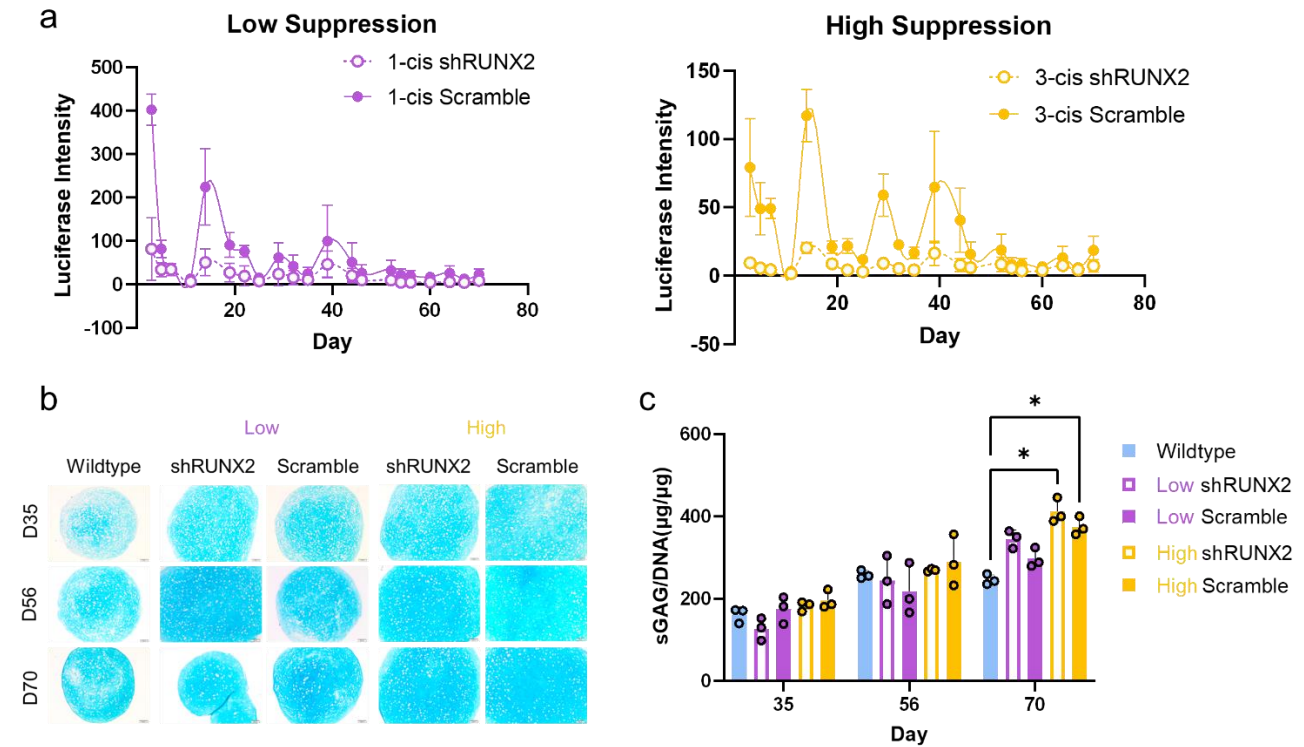 a
Low Suppression
1-cis shRUNX2
1-cis Scramble
Luciferase Intensity
500
400
300
200
100
0
-100
20
40
60
80
Day
High Suppression
3-cis shRUNX2
3-cis Scramble
Luciferase Intensity
150
100
50
0
-50
20
40
60
80
Day
b
Low
High
Wildtype
shRUNX2
Scramble
shRUNX2
Scramble
D35
D56
D70
c
*
*
sGAG/DNA(μg/μg)
600
400
200
0
35
56
70
Day
Wildtype
Low shRUNX2
Low Scramble
High shRUNX2
High Scramble